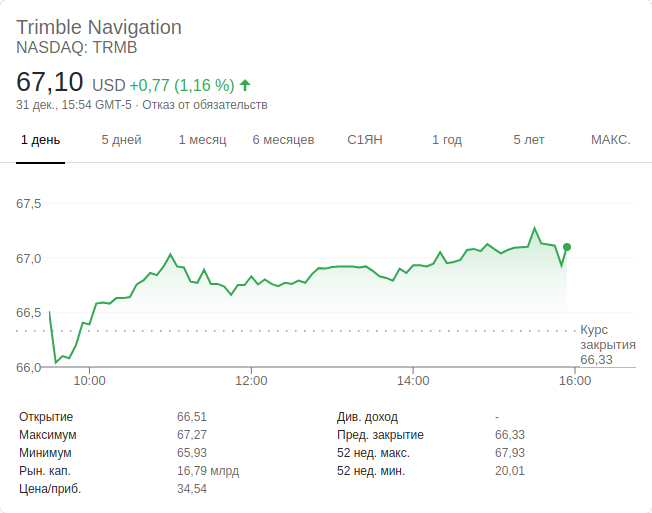 Trimble Navigation
NASDAQ: TRMB
67,10 USD +0,77 (1,16 %)
31 дек., 15:54 GMT-5 · Отказ от обязательств
1 день 5 дней 1 месяц 6 месяцев С1ЯН 1 год 5 лет МАКС.
67,5
67,0
66,5
66,0
Курс
закрытия
66,33
10:00 12:00 14:00 16:00
Открытие 66,51 Див. доход -
Максимум 67,27 Пред. закрытие 66,33
Минимум 65,93 52 нед. макс. 67,93
Рын. кап. 16,79 млрд 52 нед. мин. 20,01
Цена/приб. 34,54